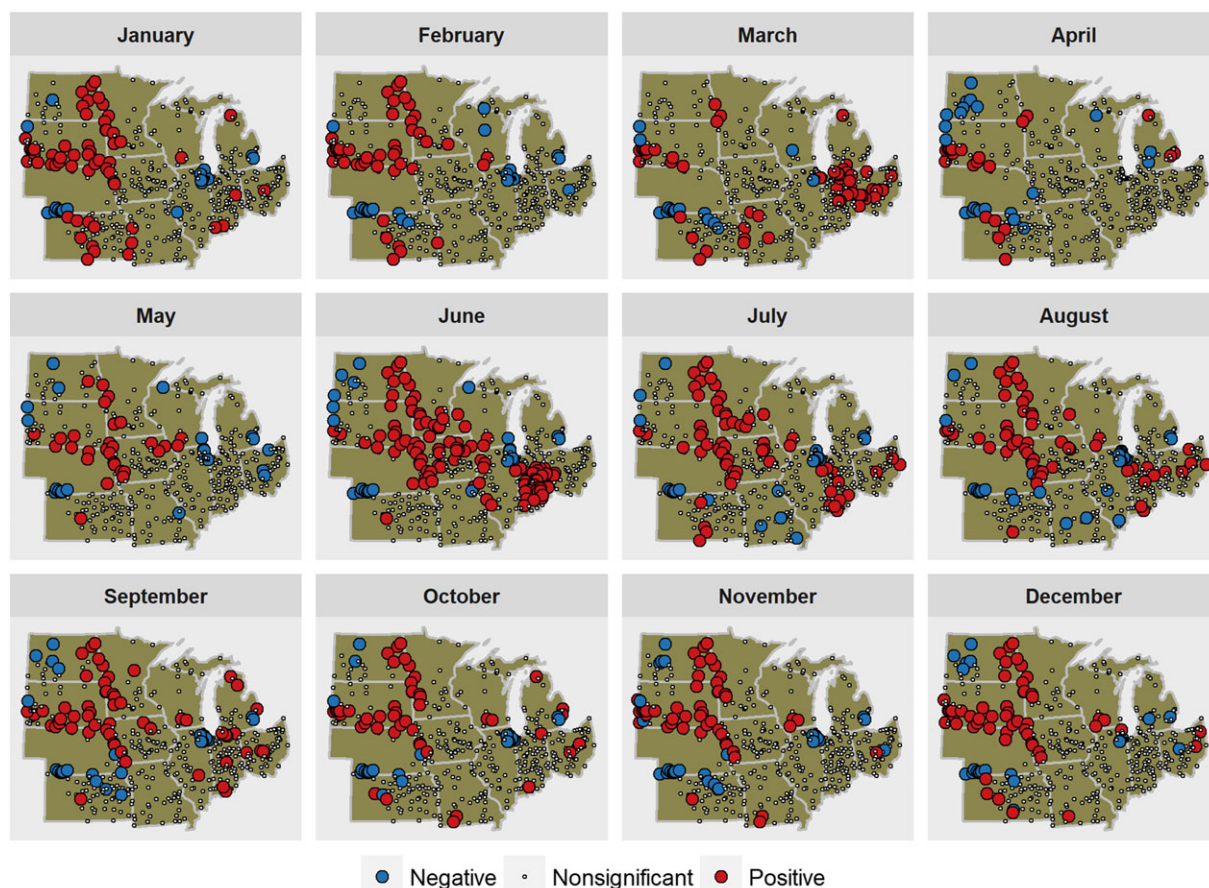 January
February
March
April
May
June
July
August
September
October
November
December
Negative
Nonsignificant
Positive